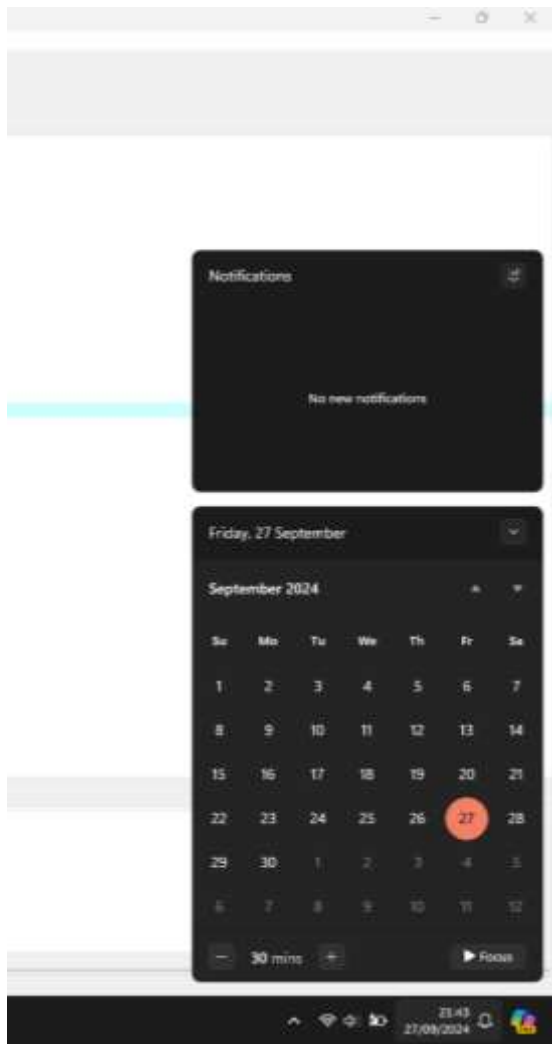 Notifications
No new notifications
Friday, 27 September
September 2024
Su Mo Tu We Th Fr Sa
1 2 3 4 5 6 7
8 9 10 11 12 13 14
15 16 17 18 19 20 21
22 23 24 25 26 27 28
29 30 1 2 3 4 5
6 7 8 9 10 11 12
30 mins Focus
21:43
27/09/2024